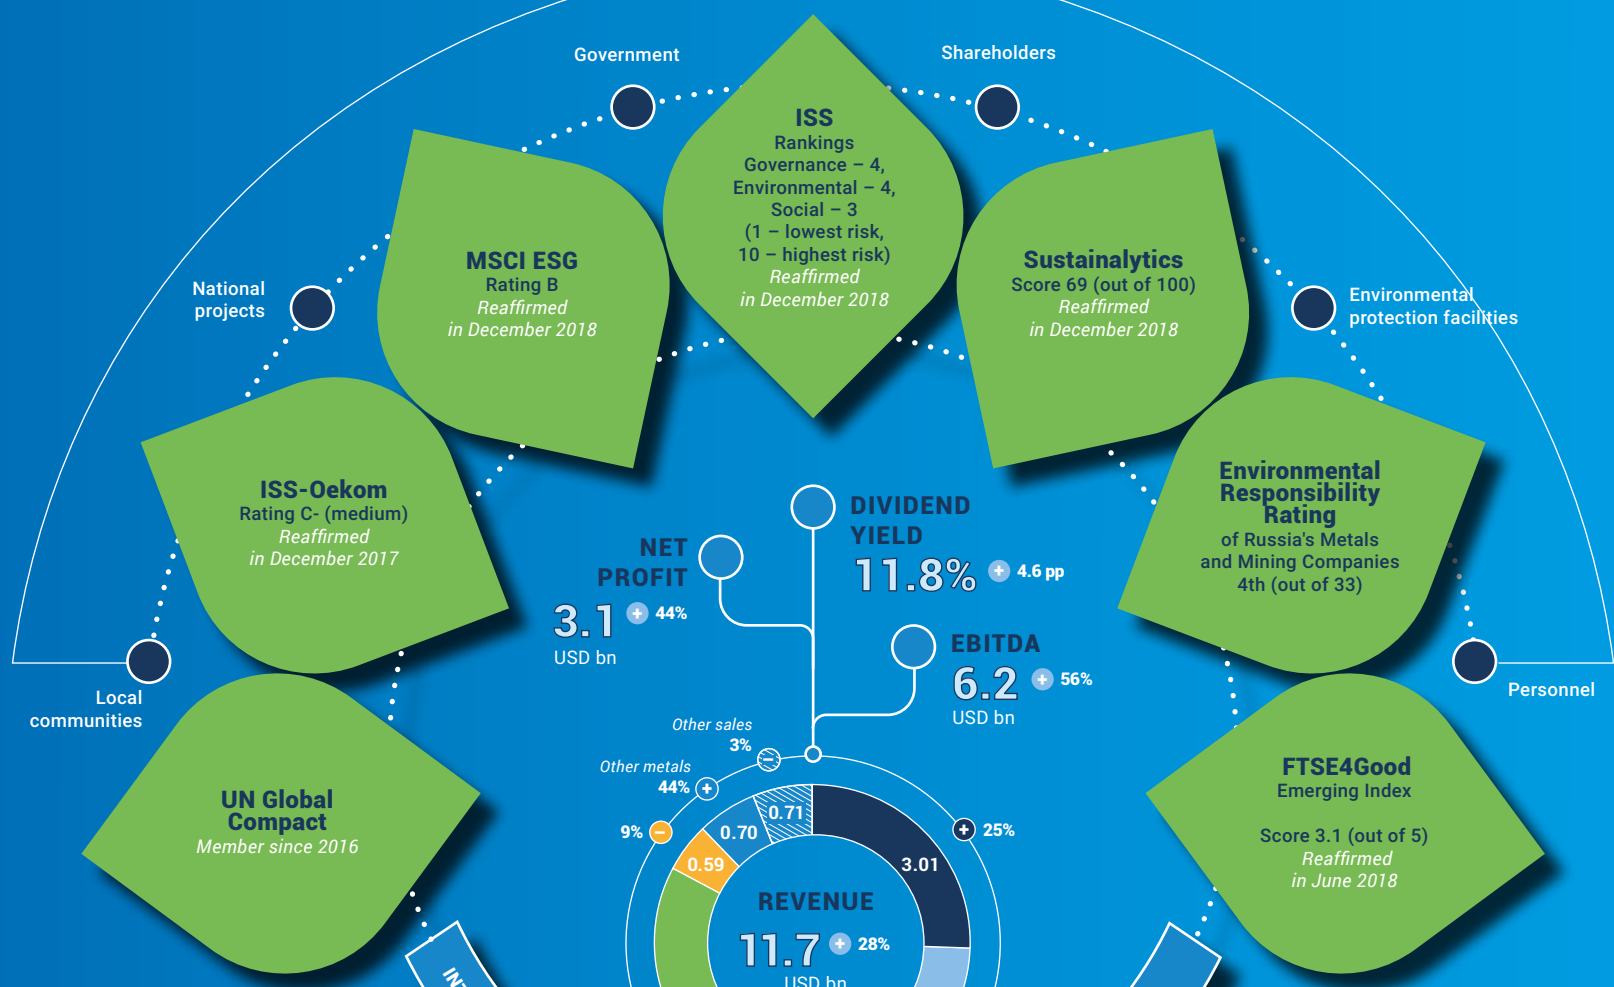 Government
Shareholders
ISS
Rankings
Governance – 4,
Environmental – 4,
Social – 3
(1 – lowest risk,
10 – highest risk)
Reaffirmed
in December 2018
MSCI ESG
Rating B
Reaffirmed
in December 2018
Sustainalytics
Score 69 (out of 100)
Reaffirmed
in December 2018
National
projects
Environmental
protection facilities
ISS-Oekom
Rating C- (medium)
Reaffirmed
in December 2017
Environmental
Responsibility
Rating
of Russia's Metals
and Mining Companies
4th (out of 33)
DIVIDEND
YIELD
11.8% + 4.6 pp
NET
PROFIT
3.1 + 44%
USD bn
EBITDA
6.2 + 56%
USD bn
Local
communities
Personnel
UN Global
Compact
Member since 2016
FTSE4Good
Emerging Index
Score 3.1 (out of 5)
Reaffirmed
in June 2018
Other sales
3% –
Other metals
44% +
9% –
+ 25%
0.71
0.70
0.59
3.01
REVENUE
11.7 + 28%
USD bn